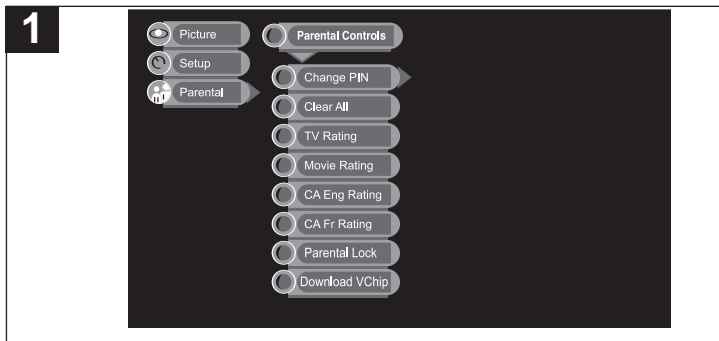 1
Picture
Setup
Parental
Parental Controls
Change PIN
Clear All
TV Rating
Movie Rating
CA Eng Rating
CA Fr Rating
Parental Lock
Download VChip